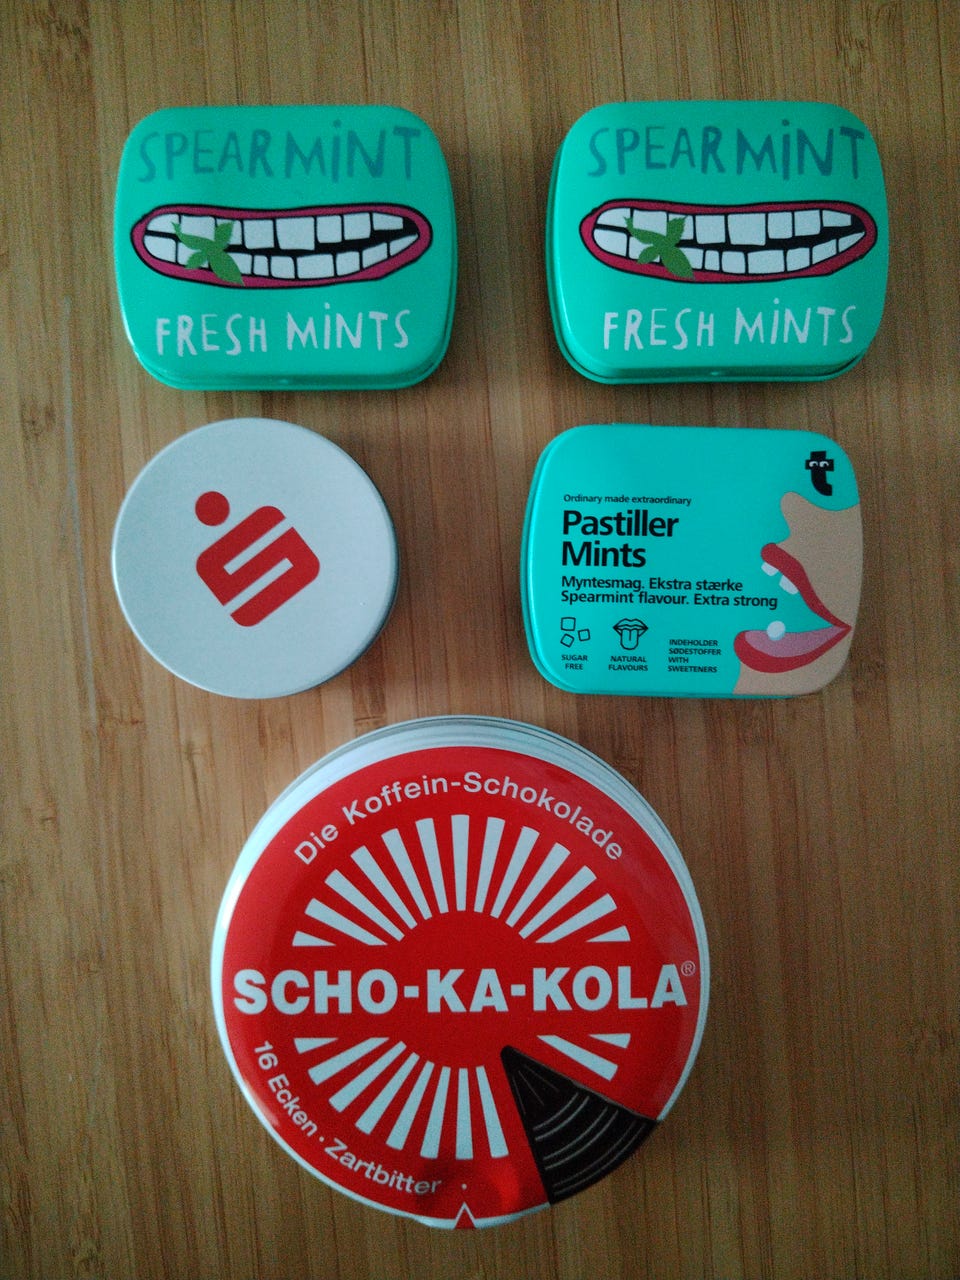 SPEARMiNT
FRESH MiNTS
SPEARMiNT
FRESH MiNTS
Ordinary made extraordinary
Pastiller
Mints
Myntesmag. Ekstra stærke
Spearmint flavour. Extra strong
SUGAR
FREE
NATURAL
FLAVOURS
INDEHOLDER
SØDESTOFFER
WITH
SWEETENERS
t
Die Koffein-Schokolade
SCHO-KA-KOLA®
16 Ecken · Zartbitter